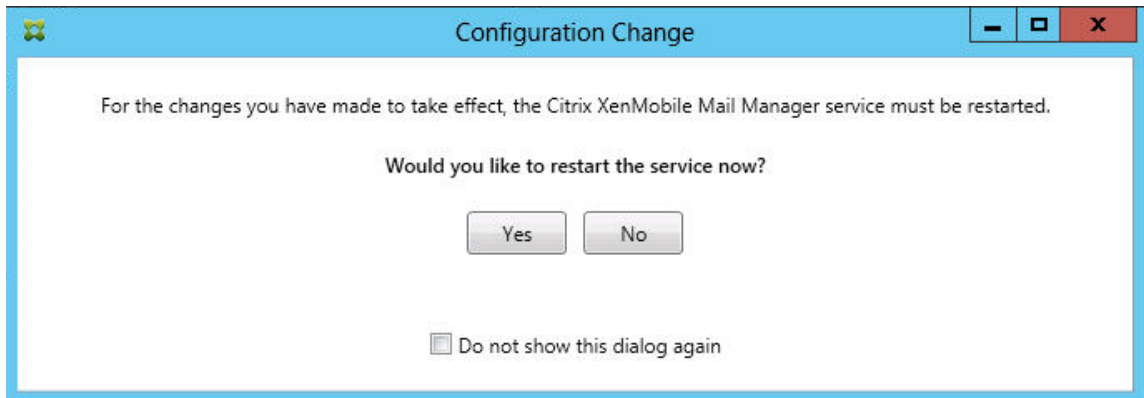 Configuration Change
For the changes you have made to take effect, the Citrix XenMobile Mail Manager service must be restarted.
Would you like to restart the service now?
Yes No
Do not show this dialog again